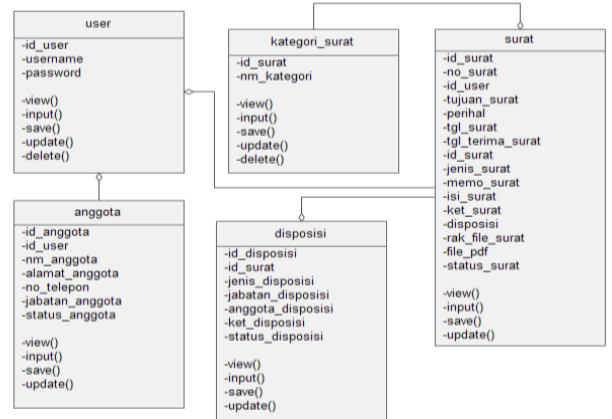 user
-id_user
-username
-password
-view()
-input()
-save()
-update()
-delete()
kategori_surat
-id_surat
-nm_kategori
-view()
-input()
-save()
-update()
-delete()
surat
-id_surat
-no_surat
-id_user
-tujuan_surat
-perihal
-tgl_surat
-tgl_terima_surat
-id_surat
-jenis_surat
-memo_surat
-isi_surat
-ket_surat
-disposisi
-rak_file_surat
-file_pdf
-status_surat
-view()
-input()
-save()
-update()
anggota
-id_anggota
-id_user
-nm_anggota
-alamat_anggota
-no_telepon
-jabatan_anggota
-status_anggota
-view()
-input()
-save()
-update()
disposisi
-id_disposisi
-id_surat
-jenis_disposisi
-jabatan_disposisi
-anggota_disposisi
-ket_disposisi
-status_disposisi
-view()
-input()
-save()
-update()